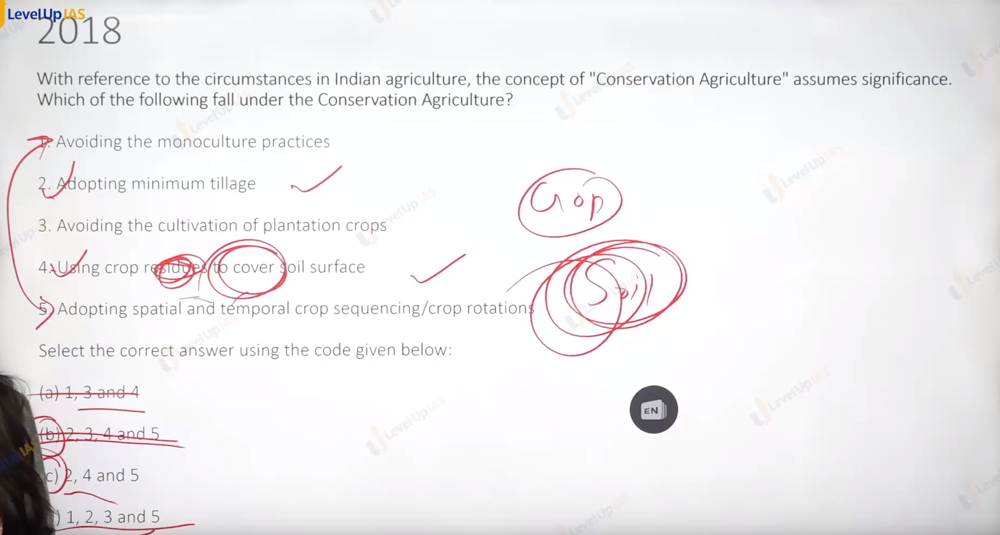 LevelUp IAS
2018
With reference to the circumstances in Indian agriculture, the concept of "Conservation Agriculture" assumes significance.
Which of the following fall under the Conservation Agriculture?
1. Avoiding the monoculture practices
2. Adopting minimum tillage
3. Avoiding the cultivation of plantation crops
4. Using crop residues to cover soil surface
5. Adopting spatial and temporal crop sequencing/crop rotations
Crop
Soil
Select the correct answer using the code given below:
(a) 1, 3 and 4
(b) 2, 3, 4 and 5
c) 2, 4 and 5
) 1, 2, 3 and 5
EN